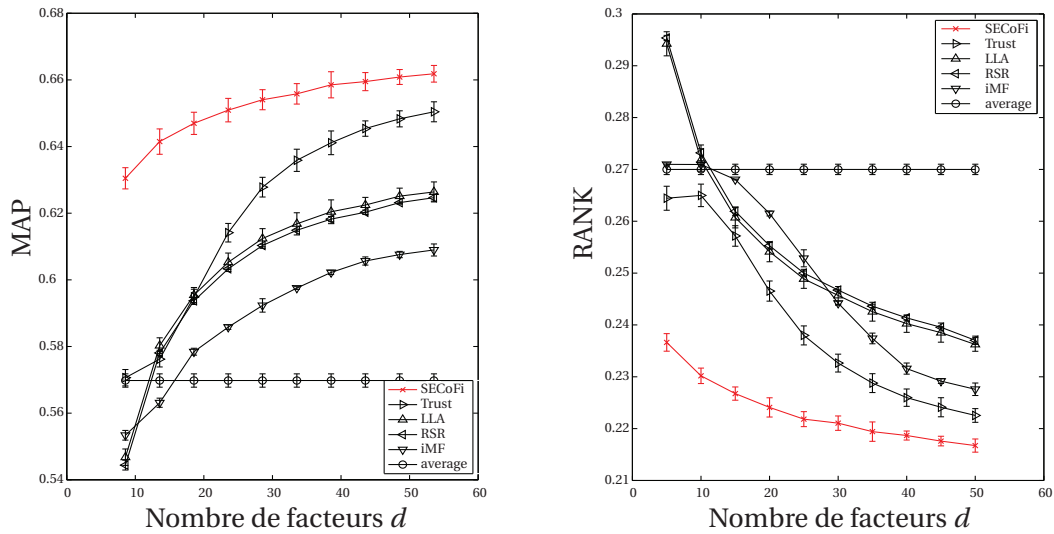 MAP
0.66
0.64
0.62
0.6
0.58
0.56
0.54
0
10
20
30
40
50
60
Nombre de facteurs d
SECoFi
Trust
LLA
RSR
iMF
average
RANK
0.3
0.29
0.28
0.27
0.26
0.25
0.24
0.23
0.22
0.21
0
10
20
30
40
50
60
Nombre de facteurs d
SECoFi
Trust
LLA
RSR
iMF
average